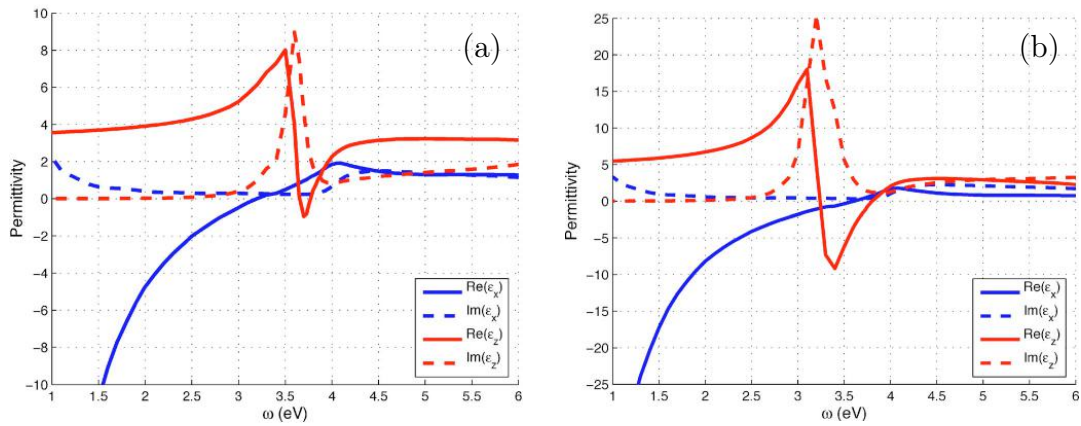 (a)
Permittivity
10
8
6
4
2
0
−2
−4
−6
−8
−10
1 1.5 2 2.5 3 3.5 4 4.5 5 5.5 6
ω (eV)
Re(εx)
Im(εx)
Re(εz)
Im(εz)
(b)
Permittivity
25
20
15
10
5
0
−5
−10
−15
−20
−25
1 1.5 2 2.5 3 3.5 4 4.5 5 5.5 6
ω (eV)
Re(εx)
Im(εx)
Re(εz)
Im(εz)